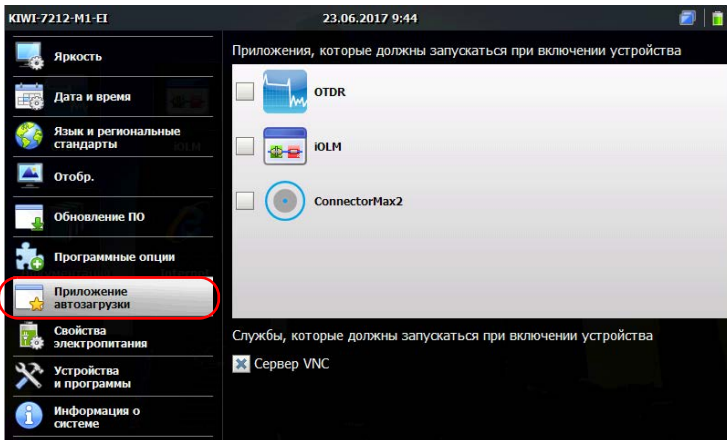 KIWI-7212-M1-EI
23.06.2017 9:44
Яркость
Дата и время
Язык и региональные
стандарты
Отобр.
Обновление ПО
Программные опции
Приложение
автозагрузки
Свойства
электропитания
Устройства
и программы
Информация о
системе
Приложения, которые должны запускаться при включении устройства
OTDR
iOLM
ConnectorMax2
Службы, которые должны запускаться при включении устройства
Сервер VNC